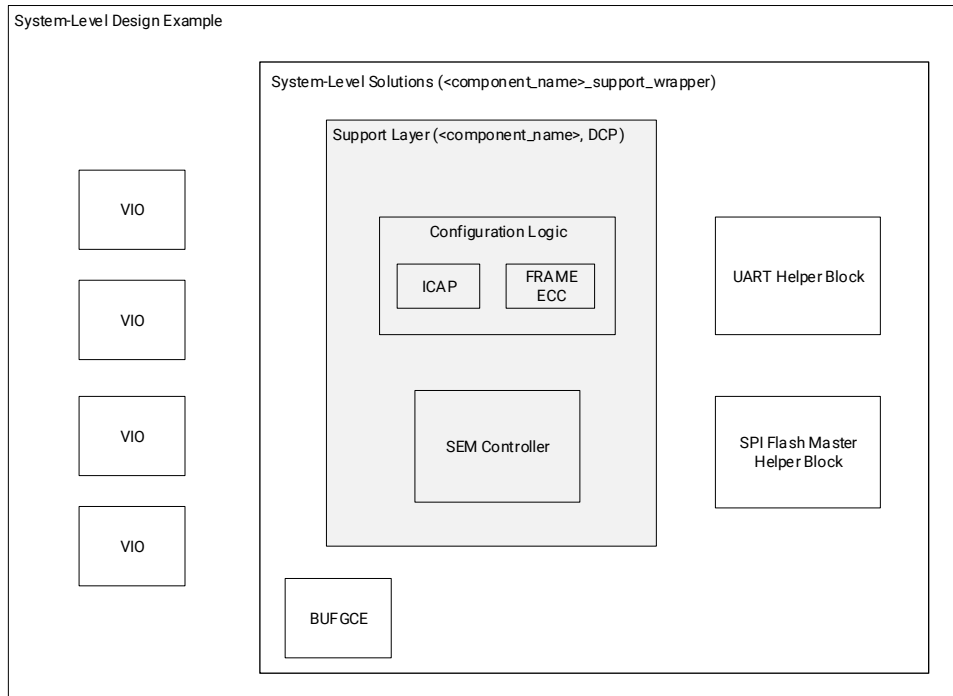 System-Level Design Example
System-Level Solutions (<component_name>_support_wrapper)
Support Layer (<component_name>, DCP)
VIO
VIO
VIO
VIO
Configuration Logic
ICAP
FRAME
ECC
SEM Controller
UART Helper Block
SPI Flash Master
Helper Block
BUFGCE